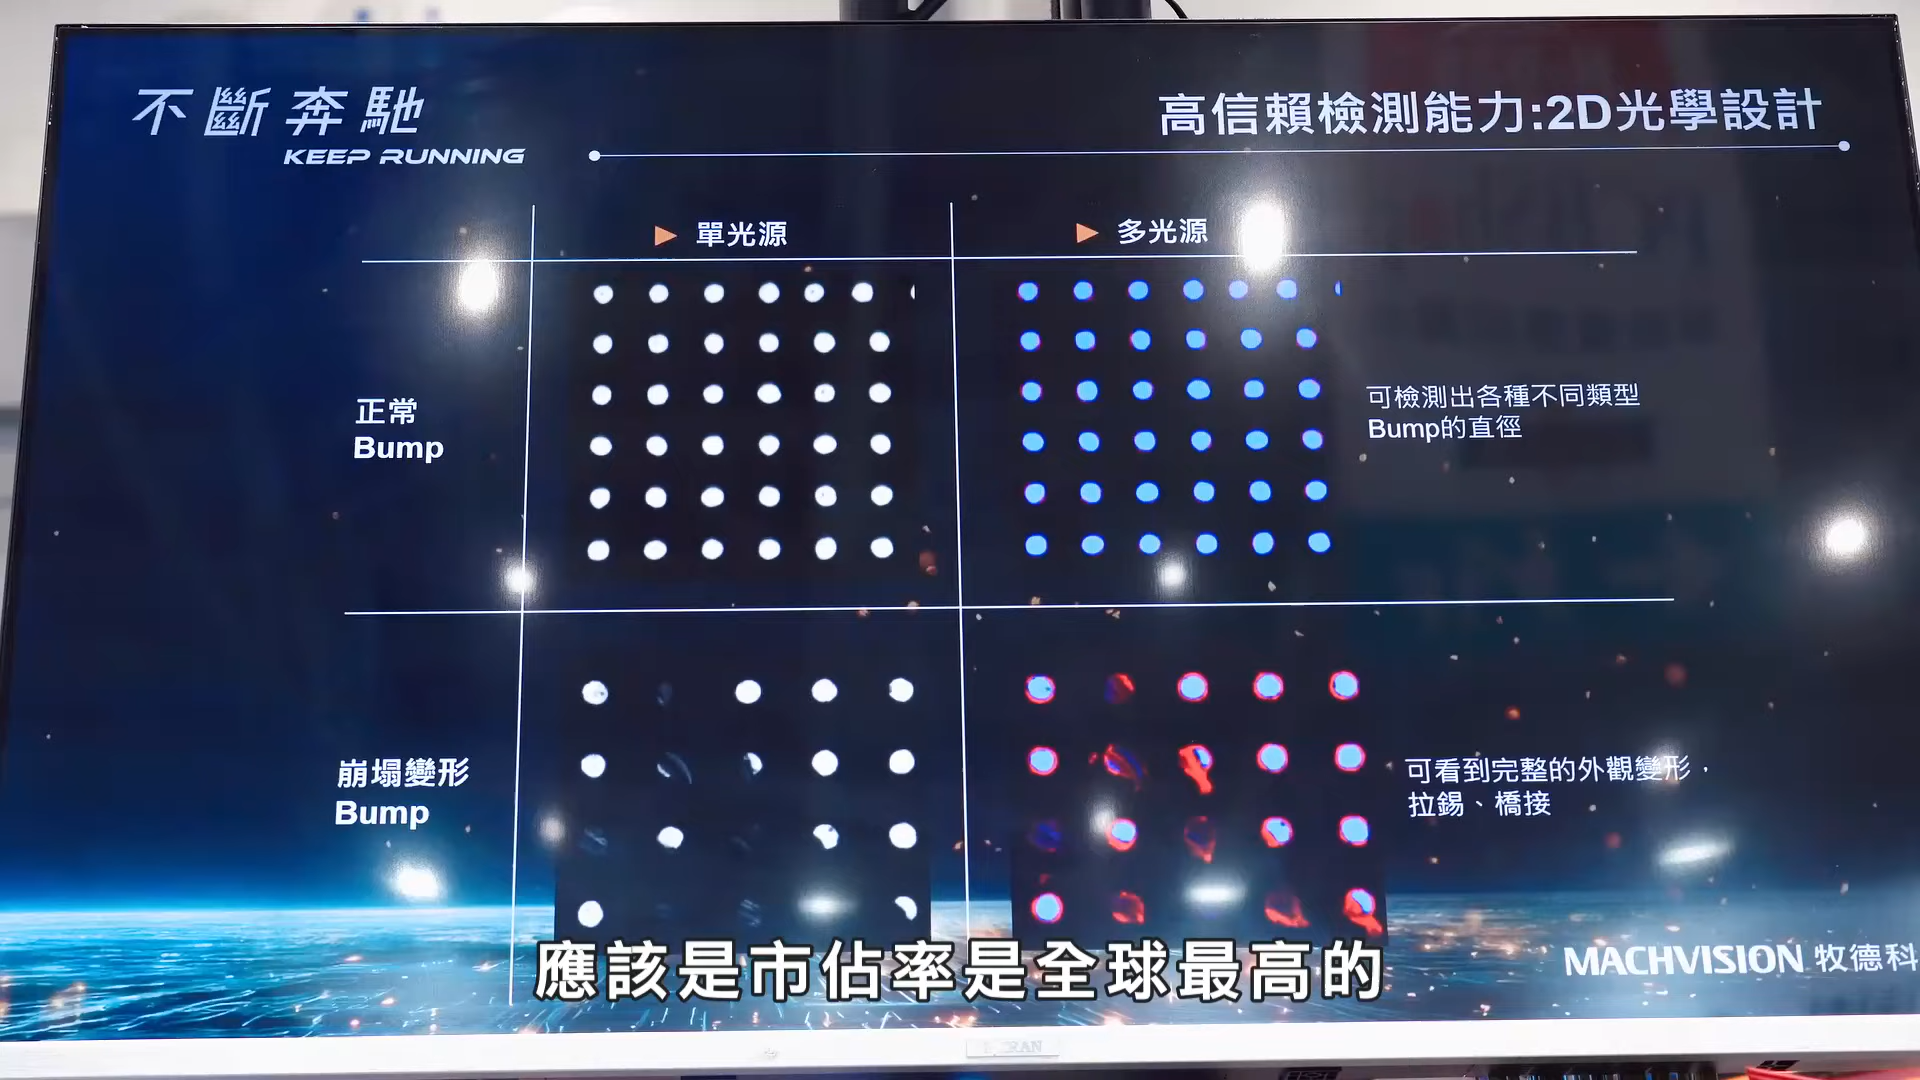 不斷奔馳
KEEP RUNNING
高信賴檢測能力:2D光學設計
單光源
多光源
正常
Bump
可檢測出各種不同類型
Bump的直徑
崩塌變形
Bump
可看到完整的外觀變形，
拉錫、橋接
MACHVISION 牧德科
應該是市佔率是全球最高的